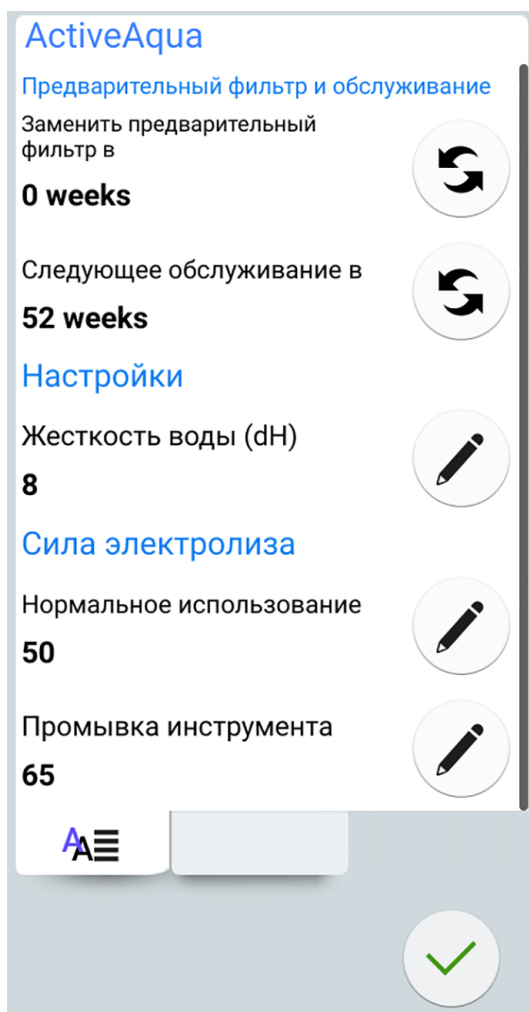 ActiveAqua
Предварительный фильтр и обслуживание
Заменить предварительный
фильтр в
0 weeks
Следующее обслуживание в
52 weeks
Настройки
Жесткость воды (dH)
8
Сила электролиза
Нормальное использование
50
Промывка инструмента
65
AA